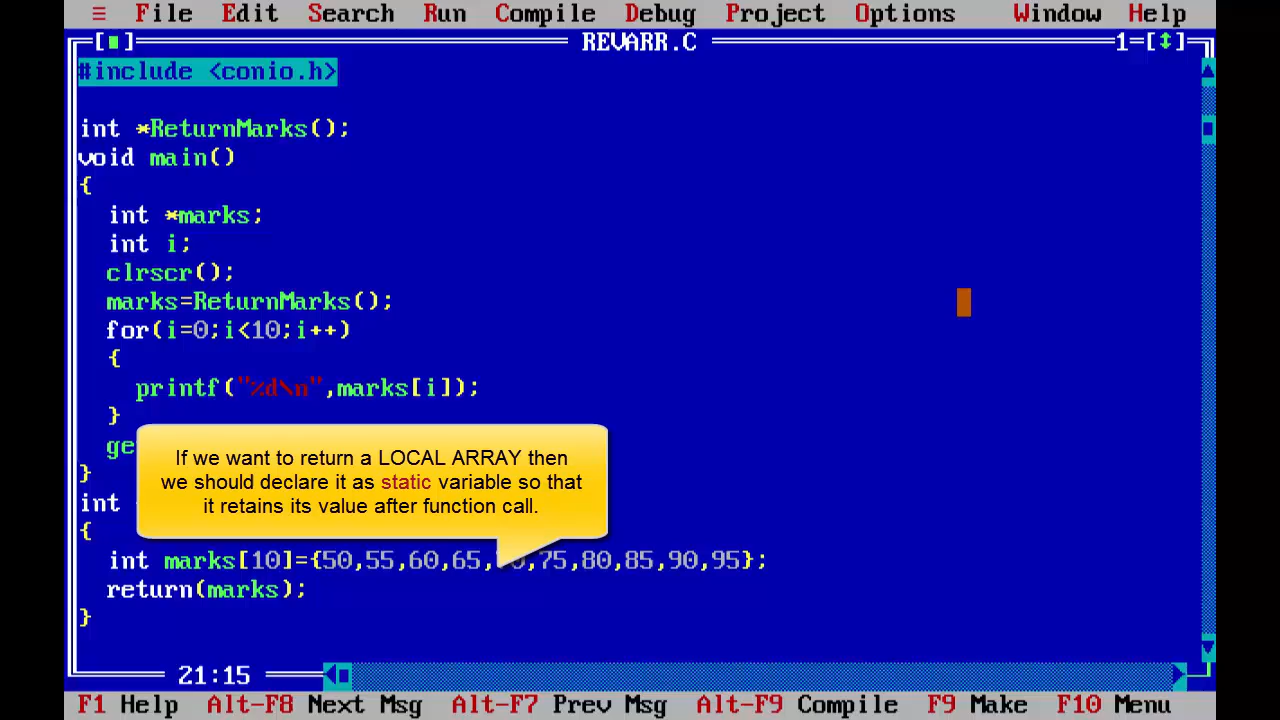 ≡ File Edit Search Run Compile Debug Project Options Window Help
[■] REVARR.C 1=[↕]
#include <conio.h>
int *ReturnMarks();
void main()
{
int *marks;
int i;
clrscr();
marks=ReturnMarks();
for(i=0;i<10;i++)
{
printf("%d\n",marks[i]);
}
ge
}
int
{
If we want to return a LOCAL ARRAY then
we should declare it as static variable so that
it retains its value after function call.
int marks[10]={50,55,60,65, 0,75,80,85,90,95};
return(marks);
}
21:15
F1 Help Alt-F8 Next Msg Alt-F7 Prev Msg Alt-F9 Compile F9 Make F10 Menu